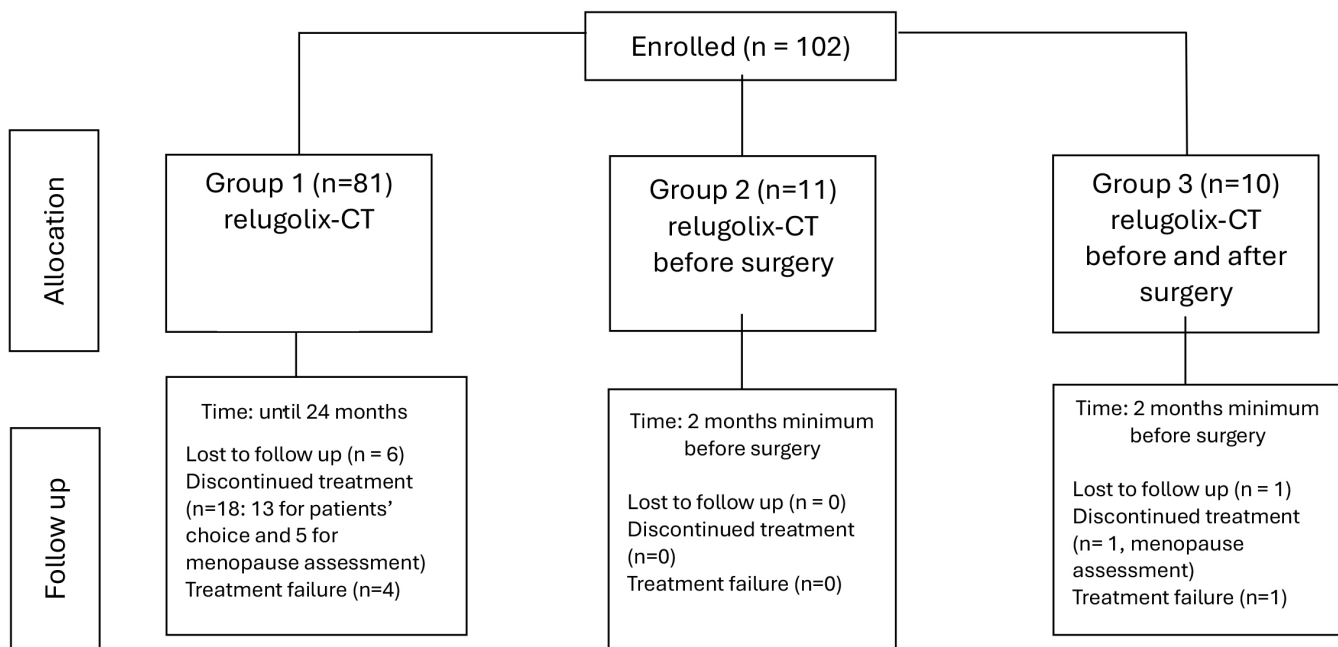 Enrolled (n = 102)
Allocation
Group 1 (n=81)
relugolix-CT
Group 2 (n=11)
relugolix-CT
before surgery
Group 3 (n=10)
relugolix-CT
before and after
surgery
Follow up
Time: until 24 months
Lost to follow up (n = 6)
Discontinued treatment
(n=18: 13 for patients’
choice and 5 for
menopause assessment)
Treatment failure (n=4)
Time: 2 months minimum
before surgery
Lost to follow up (n = 0)
Discontinued treatment
(n=0)
Treatment failure (n=0)
Time: 2 months minimum
before surgery
Lost to follow up (n = 1)
Discontinued treatment
(n= 1, menopause
assessment)
Treatment failure (n=1)